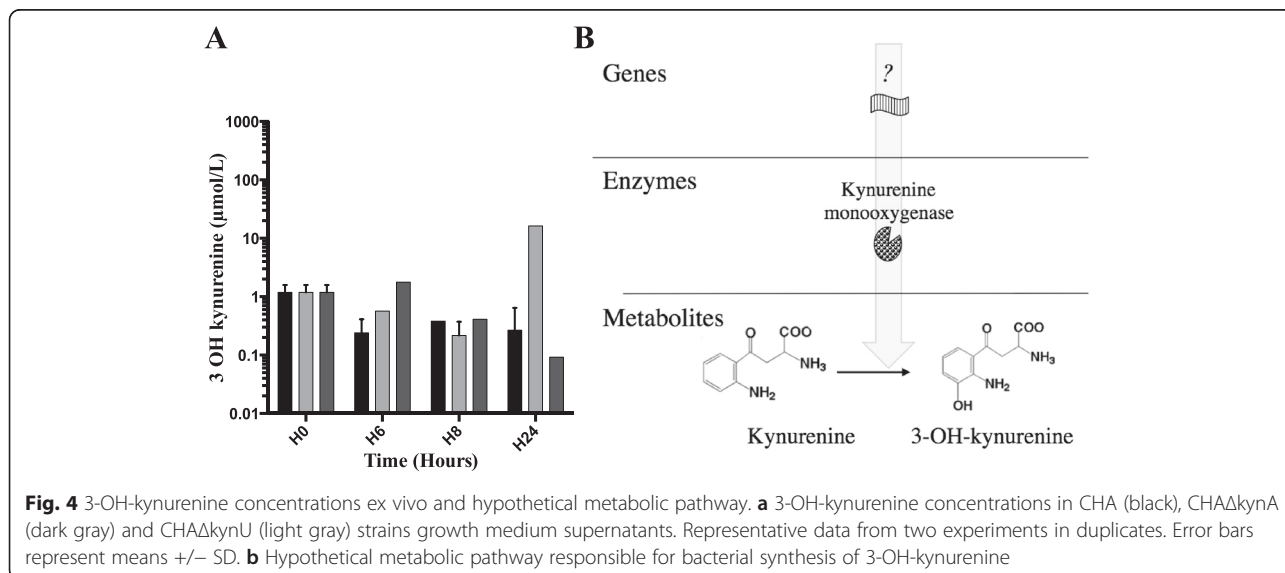 A
B
1000
100
10
1
0.1
0.01
3 OH kynurenine (μmol/L)
H0
H6
H8
H24
Time (Hours)
Genes
?
Enzymes
Kynurenine
monooxygenase
Metabolites
O
COO
NH₃
NH₂
Kynurenine
O
COO
NH₃
NH₂
OH
3-OH-kynurenine
Fig. 4 3-OH-kynurenine concentrations ex vivo and hypothetical metabolic pathway. a 3-OH-kynurenine concentrations in CHA (black), CHAΔkynA
(dark gray) and CHAΔkynU (light gray) strains growth medium supernatants. Representative data from two experiments in duplicates. Error bars
represent means +/− SD. b Hypothetical metabolic pathway responsible for bacterial synthesis of 3-OH-kynurenine